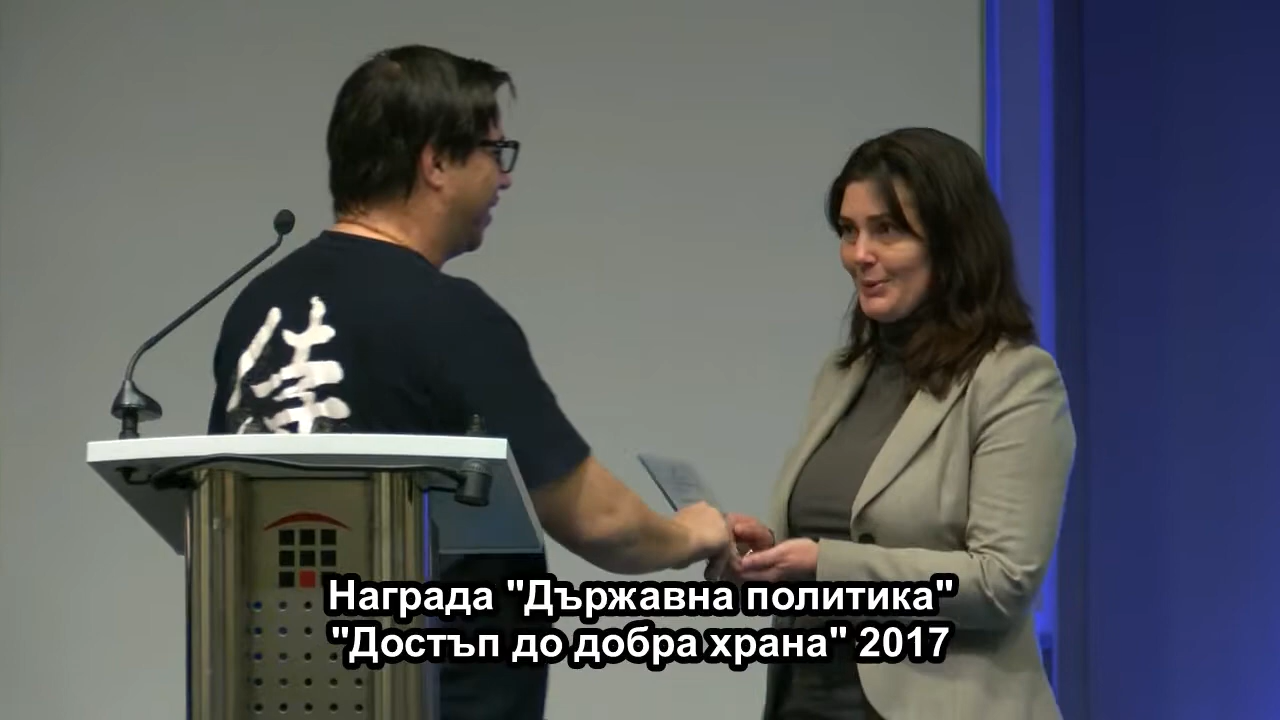 Награда "Държавна политика"
"Достъп до добра храна" 2017